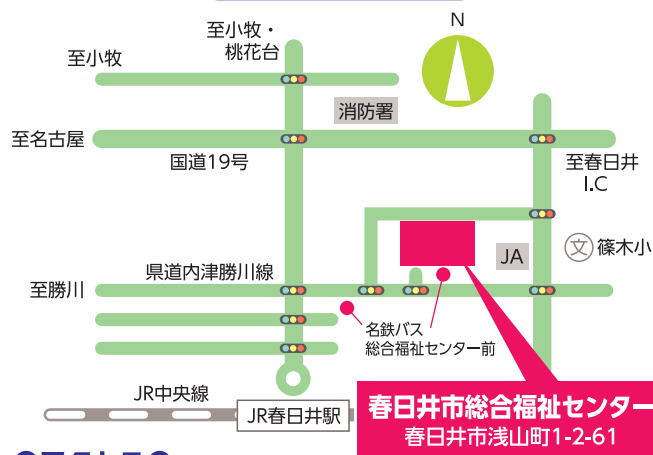 至小牧・
桃花台
N
至小牧
消防署
至名古屋
国道19号
至春日井
I.C
文
篠木小
JA
県道内津勝川線
至勝川
名鉄バス
総合福祉センター前
JR中央線
JR春日井駅
春日井市総合福祉センター
春日井市浅山町1-2-61